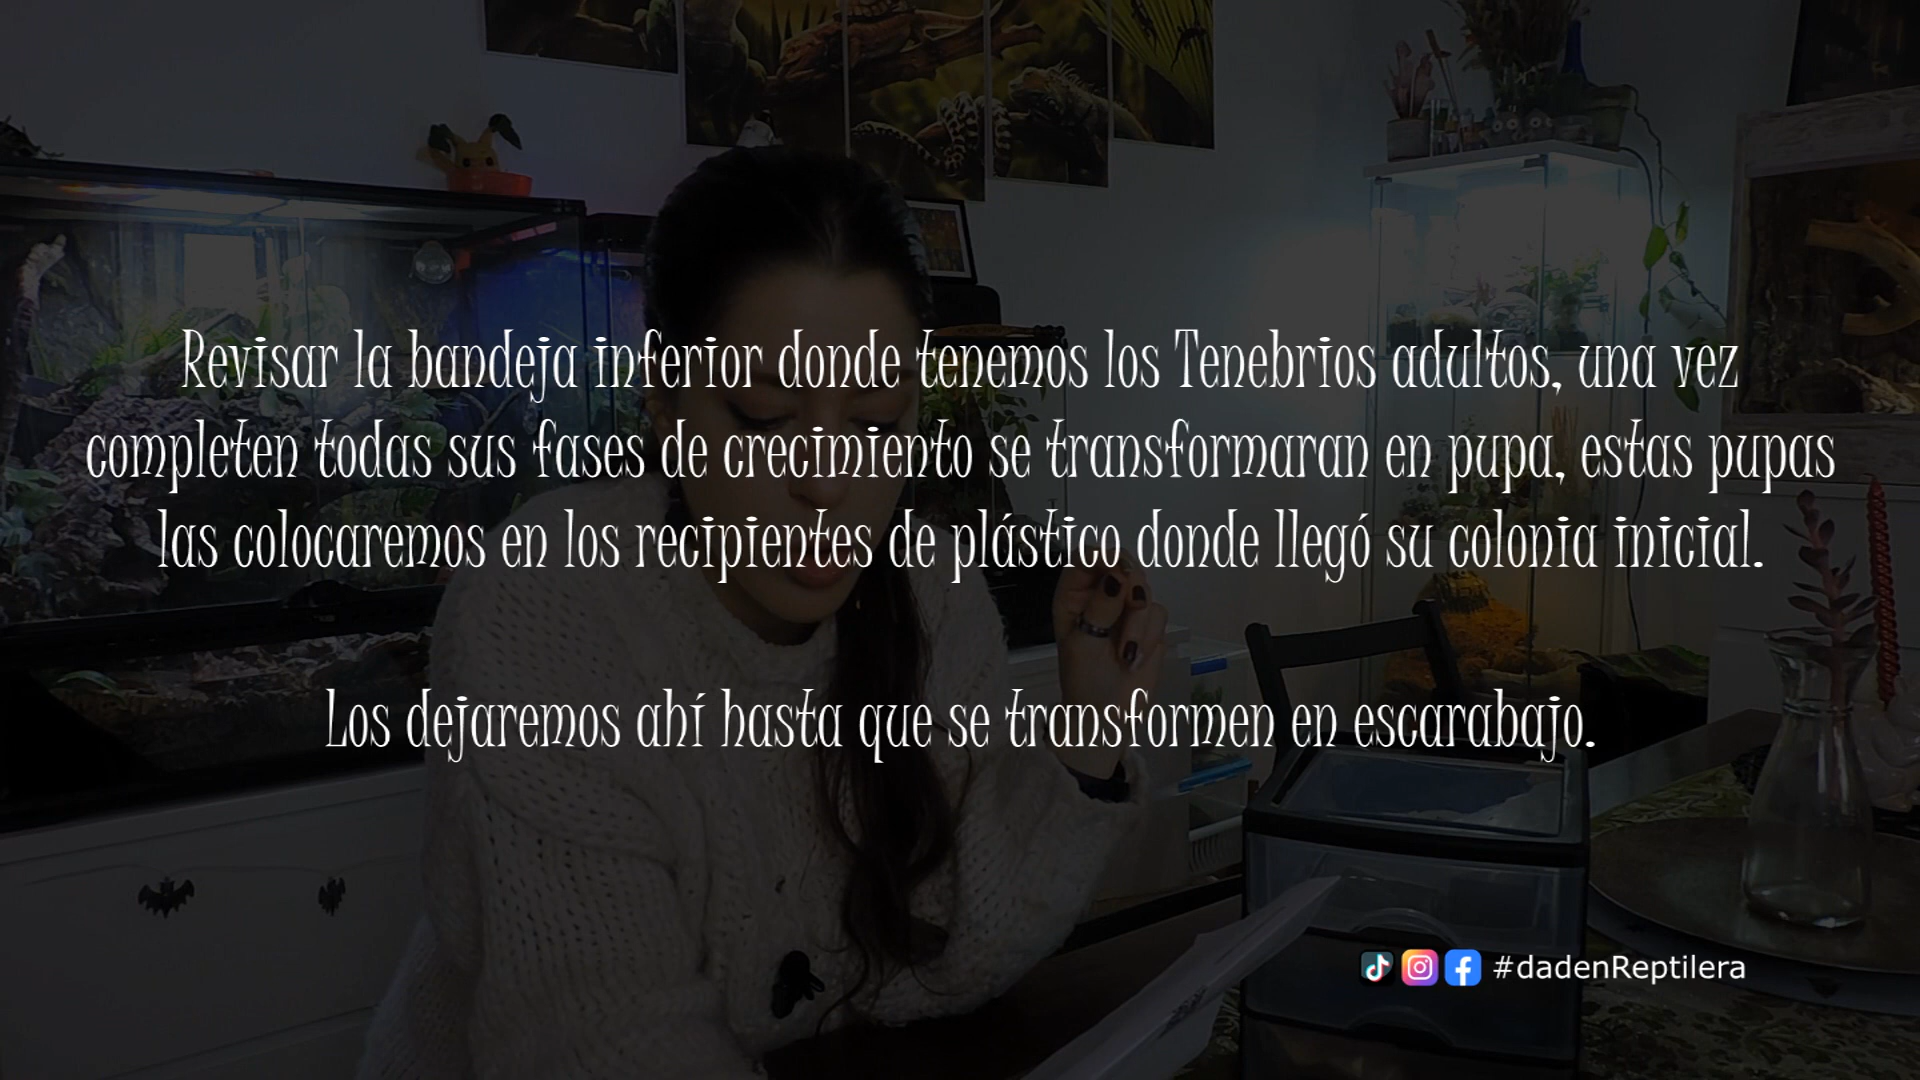 Revisar la bandeja inferior donde tenemos los Tenebrios adultos, una vez
completen todas sus fases de crecimiento se transformaran en pupa, estas pupas
las colocaremos en los recipientes de plástico donde llegó su colonia inicial.
Los dejaremos ahí hasta que se transformen en escarabajo.
#dadenReptilera